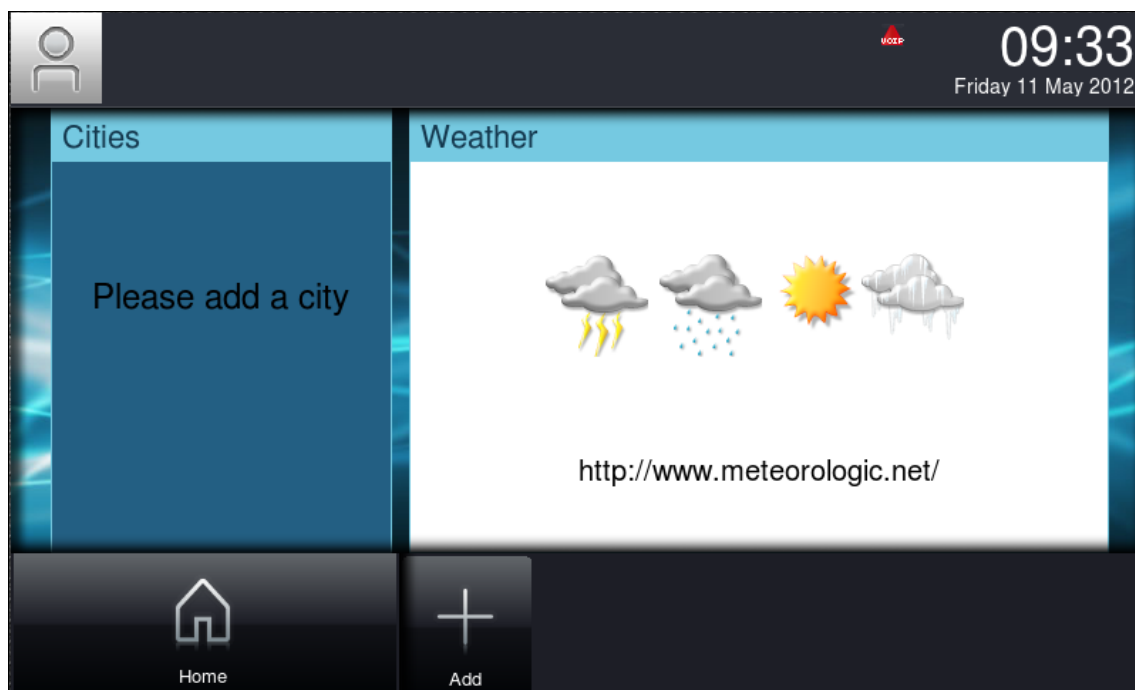 VOIP
09:33
Friday 11 May 2012
Cities
Weather
Please add a city
http://www.meteorologic.net/
Home
Add